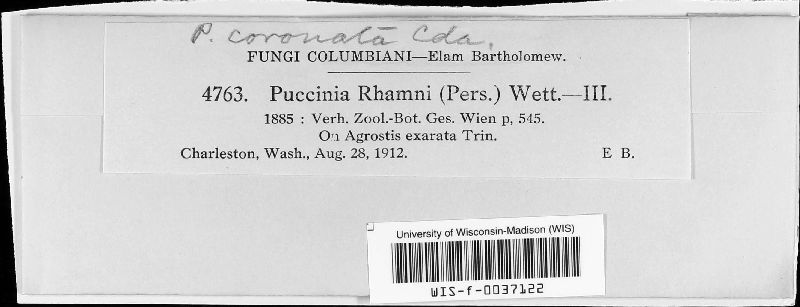 P. coronata Cda.
FUNGI COLUMBIANI—Elam Bartholomew.
4763. Puccinia Rhamni (Pers.) Wett.—III.
1885 : Verh. Zool.-Bot. Ges. Wien p, 545.
On Agrostis exarata Trin.
Charleston, Wash., Aug. 28, 1912. E B.
University of Wisconsin-Madison (WIS)
WIS-f-0037122